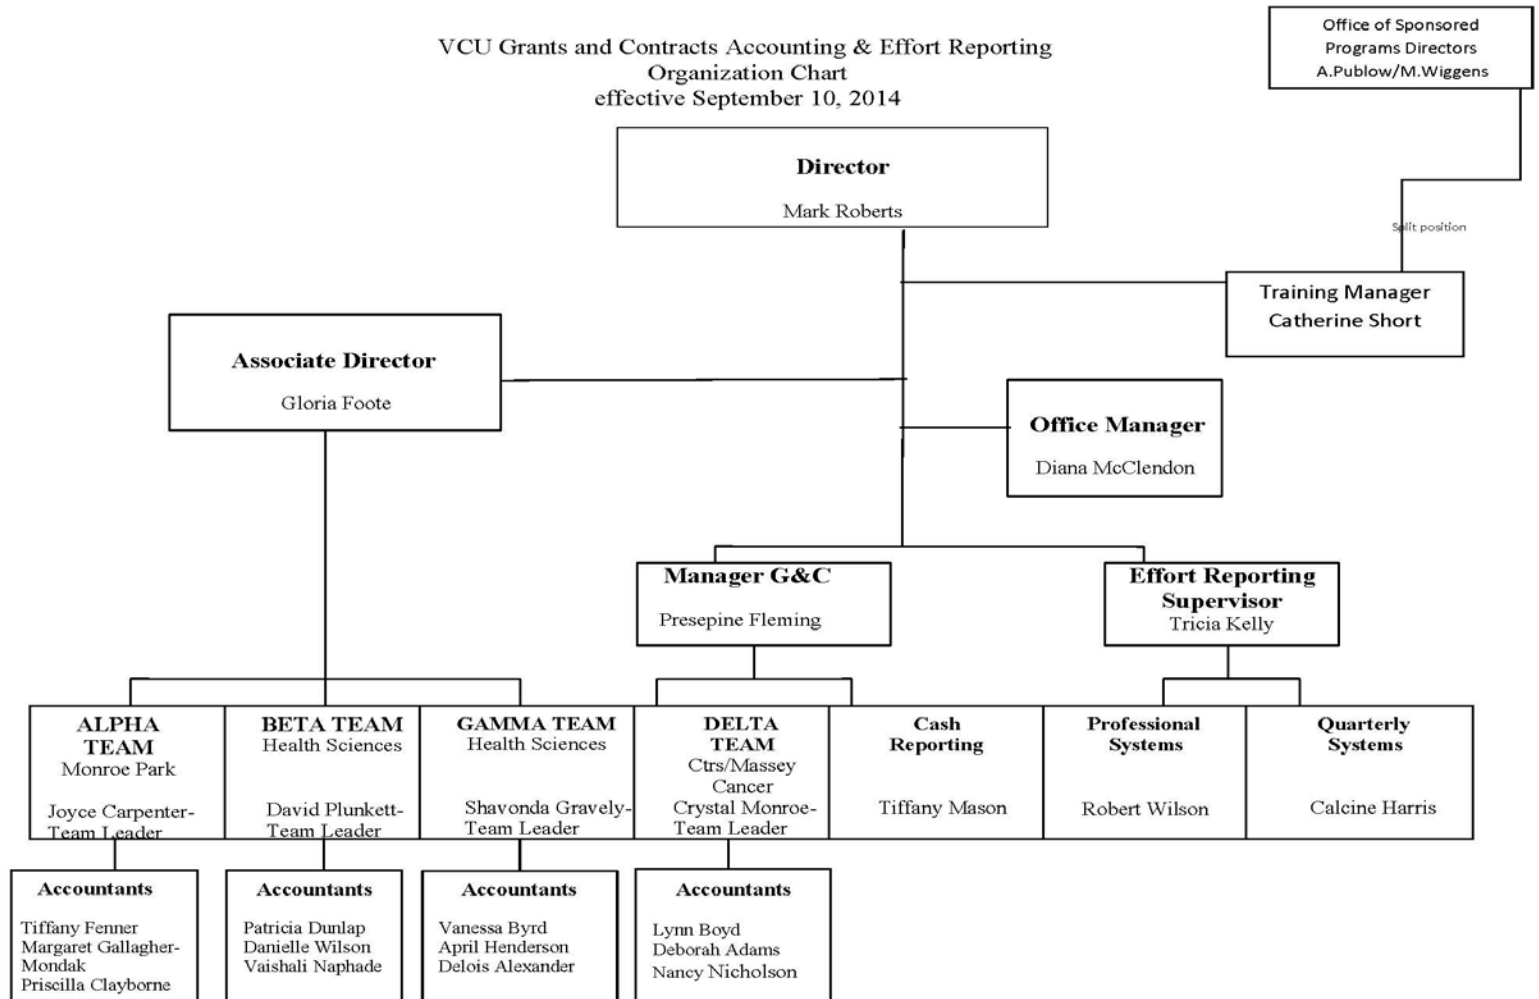 VCU Grants and Contracts Accounting & Effort Reporting
Organization Chart
effective September 10, 2014
Office of Sponsored
Programs Directors
A.Publow/M.Wiggens
Director
Mark Roberts
Split position
Training Manager
Catherine Short
Associate Director
Gloria Foote
Office Manager
Diana McClendon
Manager G&C
Presepine Fleming
Effort Reporting
Supervisor
Tricia Kelly
ALPHA
TEAM
Monroe Park
Joyce Carpenter-
Team Leader
BETA TEAM
Health Sciences
David Plunkett-
Team Leader
GAMMA TEAM
Health Sciences
Shavonda Gravely-
Team Leader
DELTA
TEAM
Ctrs/Massey
Cancer
Crystal Monroe-
Team Leader
Cash
Reporting
Tiffany Mason
Professional
Systems
Robert Wilson
Quarterly
Systems
Calcine Harris
Accountants
Tiffany Fenner
Margaret Gallagher-
Mondak
Priscilla Clayborne
Accountants
Patricia Dunlap
Danielle Wilson
Vaishali Naphade
Accountants
Vanessa Byrd
April Henderson
Delois Alexander
Accountants
Lynn Boyd
Deborah Adams
Nancy Nicholson